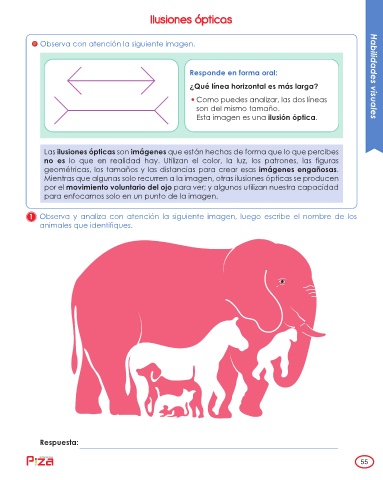 Ilusiones ópticas
Observa con atención la siguiente imagen.
Responde en forma oral:
¿Qué línea horizontal es más larga?
• Como puedes analizar, las dos líneas
son del mismo tamaño.
Esta imagen es una ilusión óptica.
Las ilusiones ópticas son imágenes que están hechas de forma que lo que percibes
no es lo que en realidad hay. Utilizan el color, la luz, los patrones, las figuras
geométricas, los tamaños y las distancias para crear esas imágenes engañosas.
Mientras que algunas solo recurren a la imagen, otras ilusiones ópticas se producen
por el movimiento voluntario del ojo para ver; y algunos utilizan nuestra capacidad
para enfocarnos solo en un punto de la imagen.
1 Observa y analiza con atención la siguiente imagen, luego escribe el nombre de los
animales que identifiques.
Respuesta:
55
Habilidades visuales